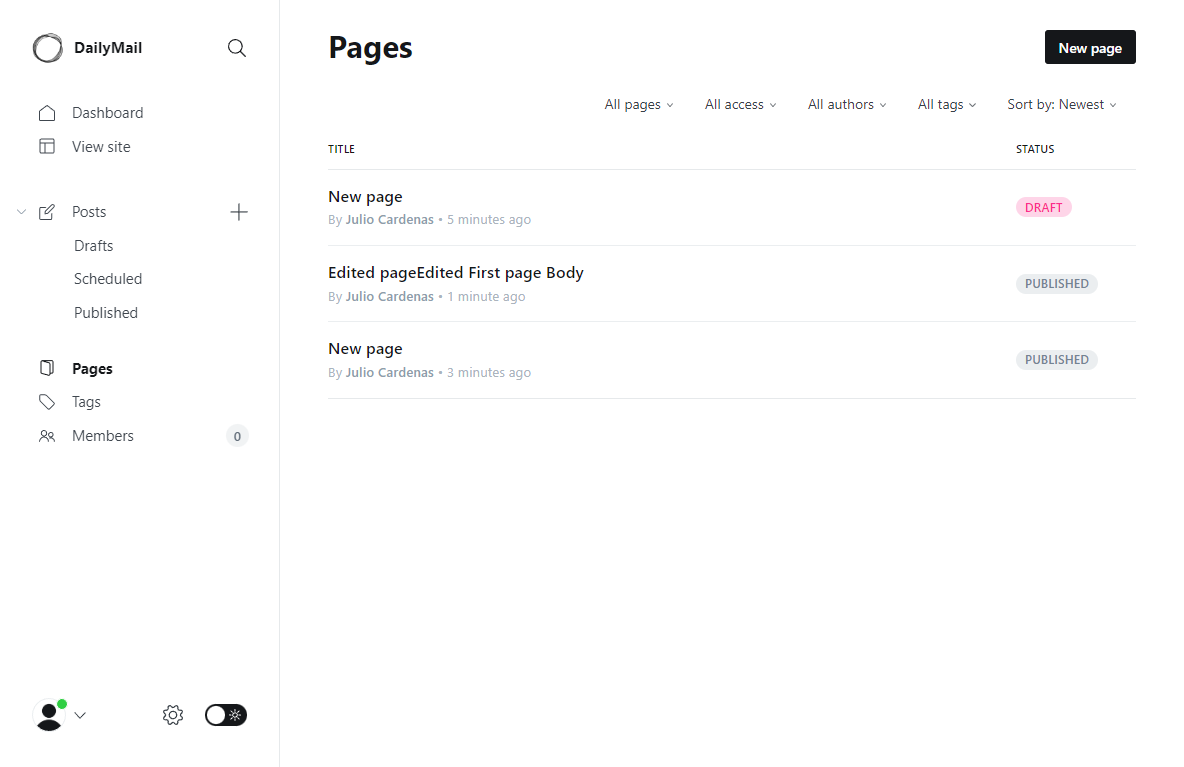 DailyMail
Dashboard
View site
Posts
Drafts
Scheduled
Published
Pages
Tags
Members
0
Pages
New page
All pages
All access
All authors
All tags
Sort by: Newest
TITLE
STATUS
New page
By Julio Cardenas • 5 minutes ago
DRAFT
Edited pageEdited First page Body
By Julio Cardenas • 1 minute ago
PUBLISHED
New page
By Julio Cardenas • 3 minutes ago
PUBLISHED